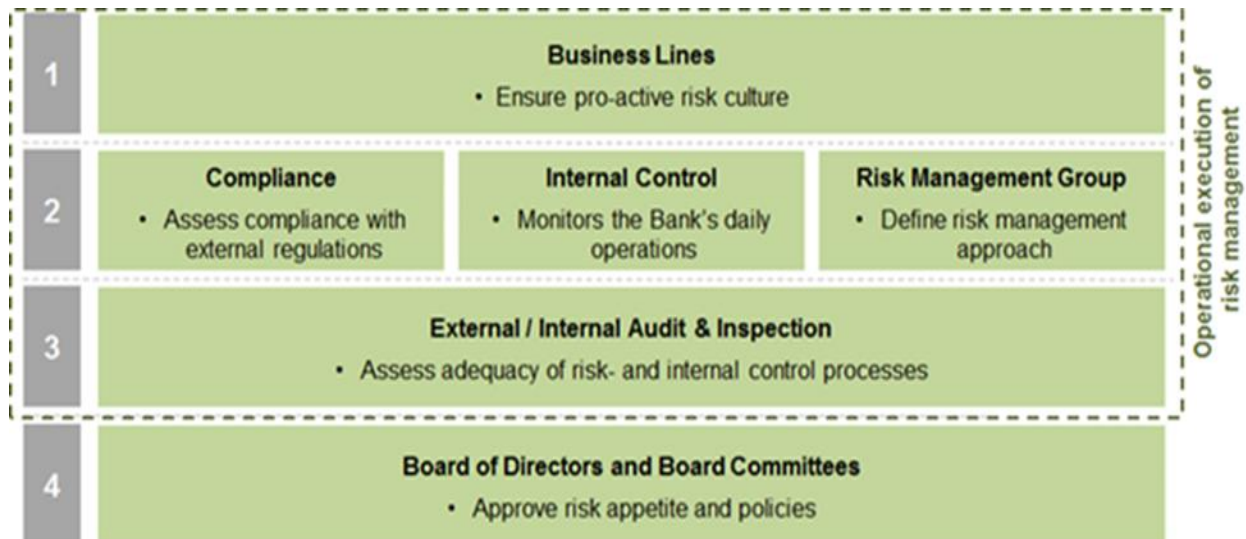 1
Business Lines
• Ensure pro-active risk culture
2
Compliance
• Assess compliance with
external regulations
Internal Control
• Monitors the Bank's daily
operations
Risk Management Group
• Define risk management
approach
3
External / Internal Audit & Inspection
• Assess adequacy of risk- and internal control processes
4
Board of Directors and Board Committees
• Approve risk appetite and policies
Operational execution of
risk management